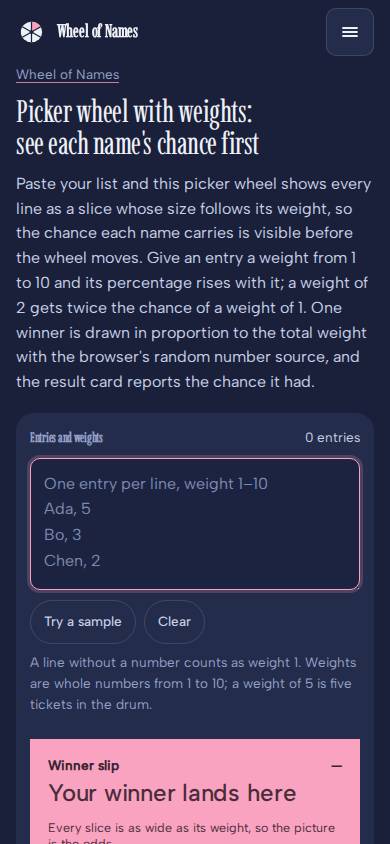 Wheel of Names
Wheel of Names
Picker wheel with weights:
see each name's chance first
Paste your list and this picker wheel shows every
line as a slice whose size follows its weight, so
the chance each name carries is visible before
the wheel moves. Give an entry a weight from 1
to 10 and its percentage rises with it; a weight of
2 gets twice the chance of a weight of 1. One
winner is drawn in proportion to the total weight
with the browser's random number source, and
the result card reports the chance it had.
Entries and weights 0 entries
One entry per line, weight 1–10
Ada, 5
Bo, 3
Chen, 2
Try a sample Clear
A line without a number counts as weight 1. Weights
are whole numbers from 1 to 10; a weight of 5 is five
tickets in the drum.
Winner slip —
Your winner lands here
Every slice is as wide as its weight, so the picture
is the odds.